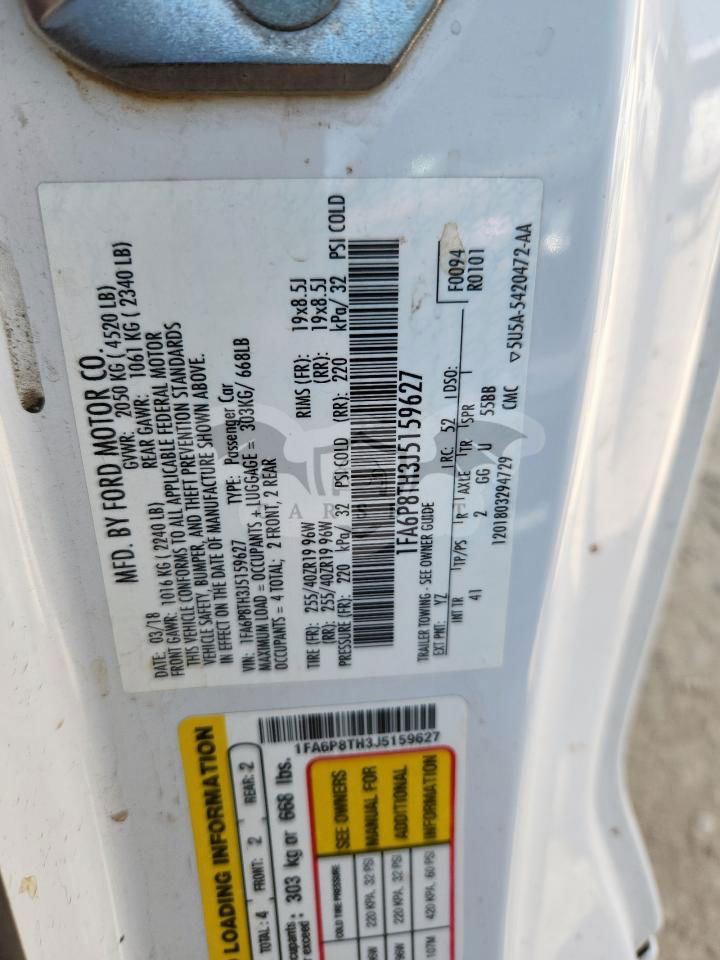 MFD. BY FORD MOTOR CO.
DATE: 03/18 GVWR: 2050 KG ( 4520 LB)
FRONT GAWR: 1016 KG ( 2240 LB) REAR GAWR: 1061 KG ( 2340 LB)
THIS VEHICLE CONFORMS TO ALL APPLICABLE FEDERAL MOTOR
VEHICLE SAFETY, BUMPER, AND THEFT PREVENTION STANDARDS
IN EFFECT ON THE DATE OF MANUFACTURE SHOWN ABOVE.
VIN: 1FA6P8TH3J5159627 TYPE: Passenger Car
MAXIMUM LOAD = OCCUPANTS + LUGGAGE = 303KG/ 668LB
OCCUPANTS = 4 TOTAL; 2 FRONT, 2 REAR
TIRE (FR): 255/40ZR19 96W RIMS (FR): 19x8.5J
(RR): 255/40ZR19 96W (RR): 19x8.5J
PRESSURE (FR): 220 kPa/ 32 PSI COLD (RR): 220 kPa/ 32 PSI COLD
1FA6P8TH3J5159627
TRAILER TOWING - SEE OWNER GUIDE F0094
EXT PNT: YZ RC: 52 DSO: R0101
INT TR TP/PS R AXLE TR SPR
41 2 GG U 55BB
1201803294729 CMC ▽5U5A-5420472-AA
1FA6P8TH3J5159627
LOADING INFORMATION
TOTAL: 4 FRONT: 2 REAR: 2
303 kg or 668 lbs.
COLD TIRE PRESSURE SEE OWNERS
220 KPA, 32 PSI MANUAL FOR
220 KPA, 32 PSI ADDITIONAL
107M 420 KPA, 60 PSI INFORMATION